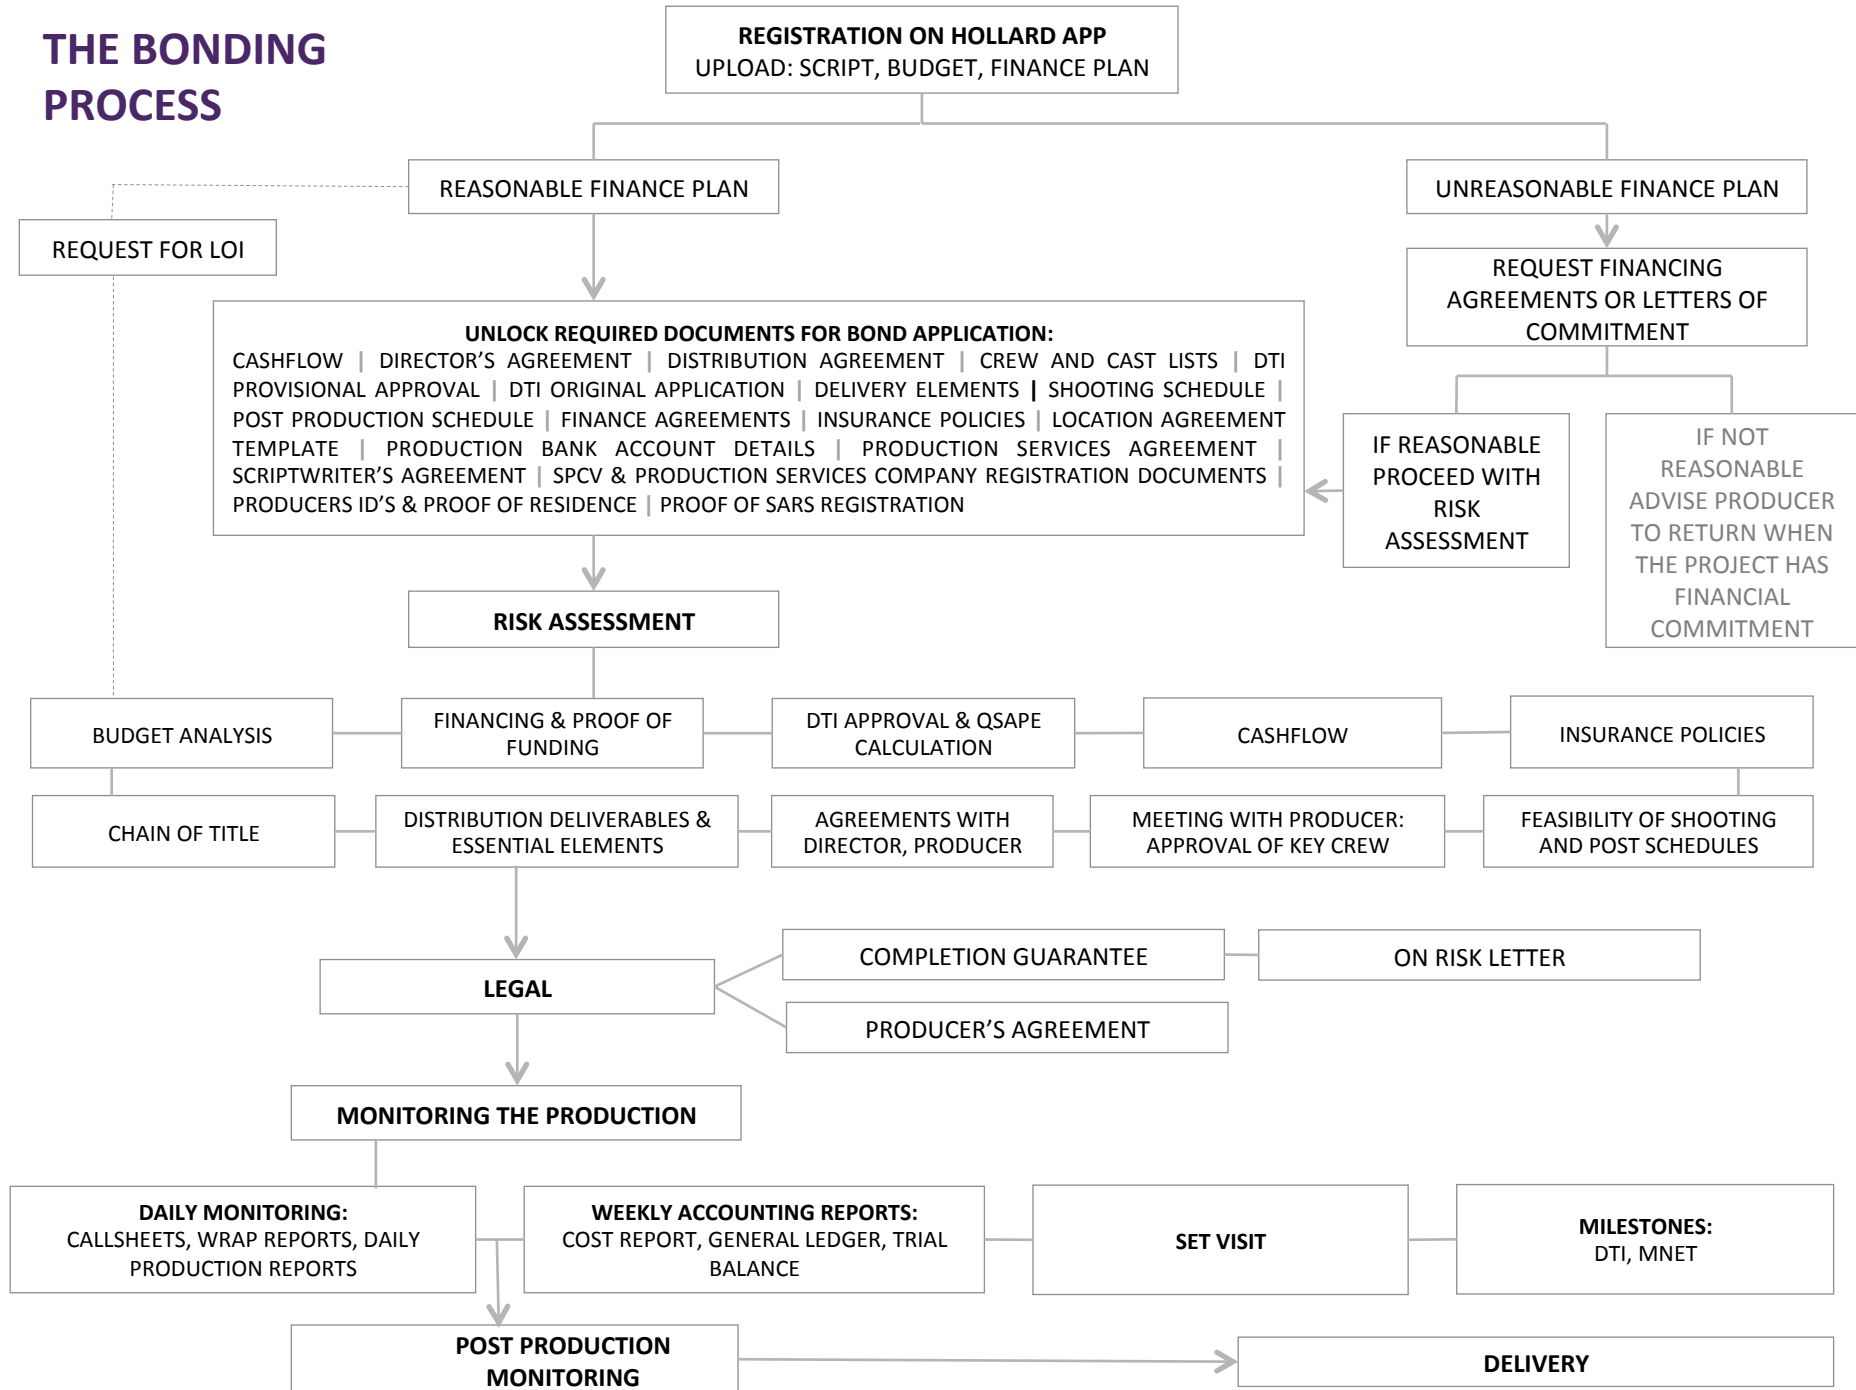 THE BONDING
PROCESS
REGISTRATION ON HOLLARD APP
UPLOAD: SCRIPT, BUDGET, FINANCE PLAN
REASONABLE FINANCE PLAN
UNREASONABLE FINANCE PLAN
REQUEST FOR LOI
REQUEST FINANCING
AGREEMENTS OR LETTERS OF
COMMITMENT
UNLOCK REQUIRED DOCUMENTS FOR BOND APPLICATION:
CASHFLOW | DIRECTOR’S AGREEMENT | DISTRIBUTION AGREEMENT | CREW AND CAST LISTS | DTI
PROVISIONAL APPROVAL | DTI ORIGINAL APPLICATION | DELIVERY ELEMENTS | SHOOTING SCHEDULE |
POST PRODUCTION SCHEDULE | FINANCE AGREEMENTS | INSURANCE POLICIES | LOCATION AGREEMENT
TEMPLATE | PRODUCTION BANK ACCOUNT DETAILS | PRODUCTION SERVICES AGREEMENT |
SCRIPTWRITER’S AGREEMENT | SPCV & PRODUCTION SERVICES COMPANY REGISTRATION DOCUMENTS |
PRODUCERS ID’S & PROOF OF RESIDENCE | PROOF OF SARS REGISTRATION
IF REASONABLE
PROCEED WITH
RISK
ASSESSMENT
IF NOT
REASONABLE
ADVISE PRODUCER
TO RETURN WHEN
THE PROJECT HAS
FINANCIAL
COMMITMENT
RISK ASSESSMENT
BUDGET ANALYSIS
FINANCING & PROOF OF
FUNDING
DTI APPROVAL & QSAPE
CALCULATION
CASHFLOW
INSURANCE POLICIES
CHAIN OF TITLE
DISTRIBUTION DELIVERABLES &
ESSENTIAL ELEMENTS
AGREEMENTS WITH
DIRECTOR, PRODUCER
MEETING WITH PRODUCER:
APPROVAL OF KEY CREW
FEASIBILITY OF SHOOTING
AND POST SCHEDULES
LEGAL
COMPLETION GUARANTEE
ON RISK LETTER
PRODUCER’S AGREEMENT
MONITORING THE PRODUCTION
DAILY MONITORING:
CALLSHEETS, WRAP REPORTS, DAILY
PRODUCTION REPORTS
WEEKLY ACCOUNTING REPORTS:
COST REPORT, GENERAL LEDGER, TRIAL
BALANCE
SET VISIT
MILESTONES:
DTI, MNET
POST PRODUCTION
MONITORING
DELIVERY